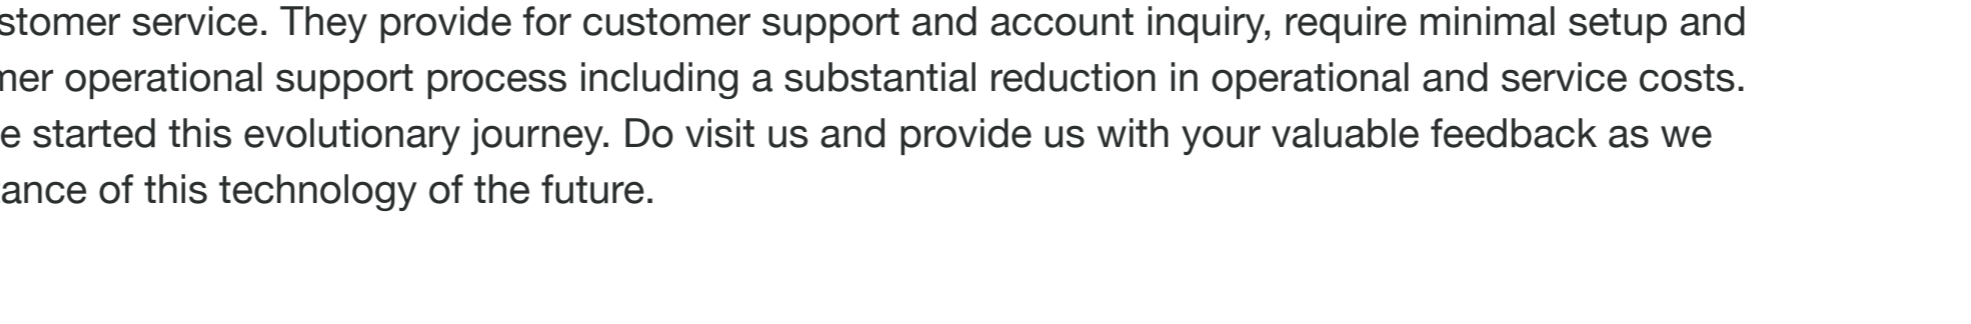 stomer service. They provide for customer support and account inquiry, require minimal setup and
ner operational support process including a substantial reduction in operational and service costs.
e started this evolutionary journey. Do visit us and provide us with your valuable feedback as we
ance of this technology of the future.